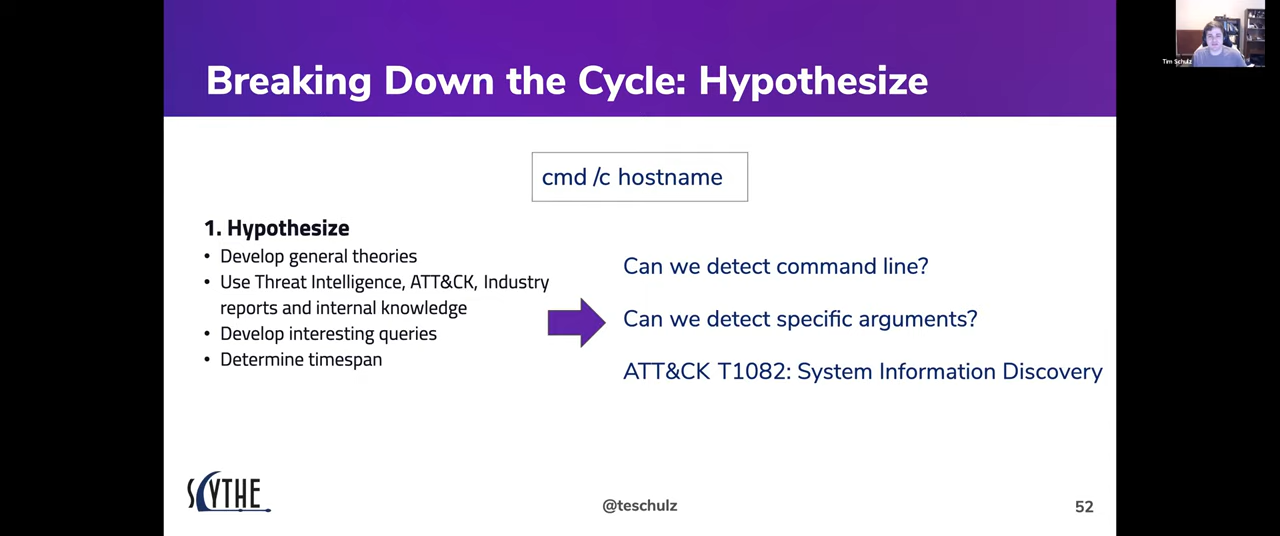 Breaking Down the Cycle: Hypothesize
Tim Schulz
cmd /c hostname
1. Hypothesize
• Develop general theories
• Use Threat Intelligence, ATT&CK, Industry
reports and internal knowledge
• Develop interesting queries
• Determine timespan
Can we detect command line?
Can we detect specific arguments?
ATT&CK T1082: System Information Discovery
SCYTHE
@teschulz
52